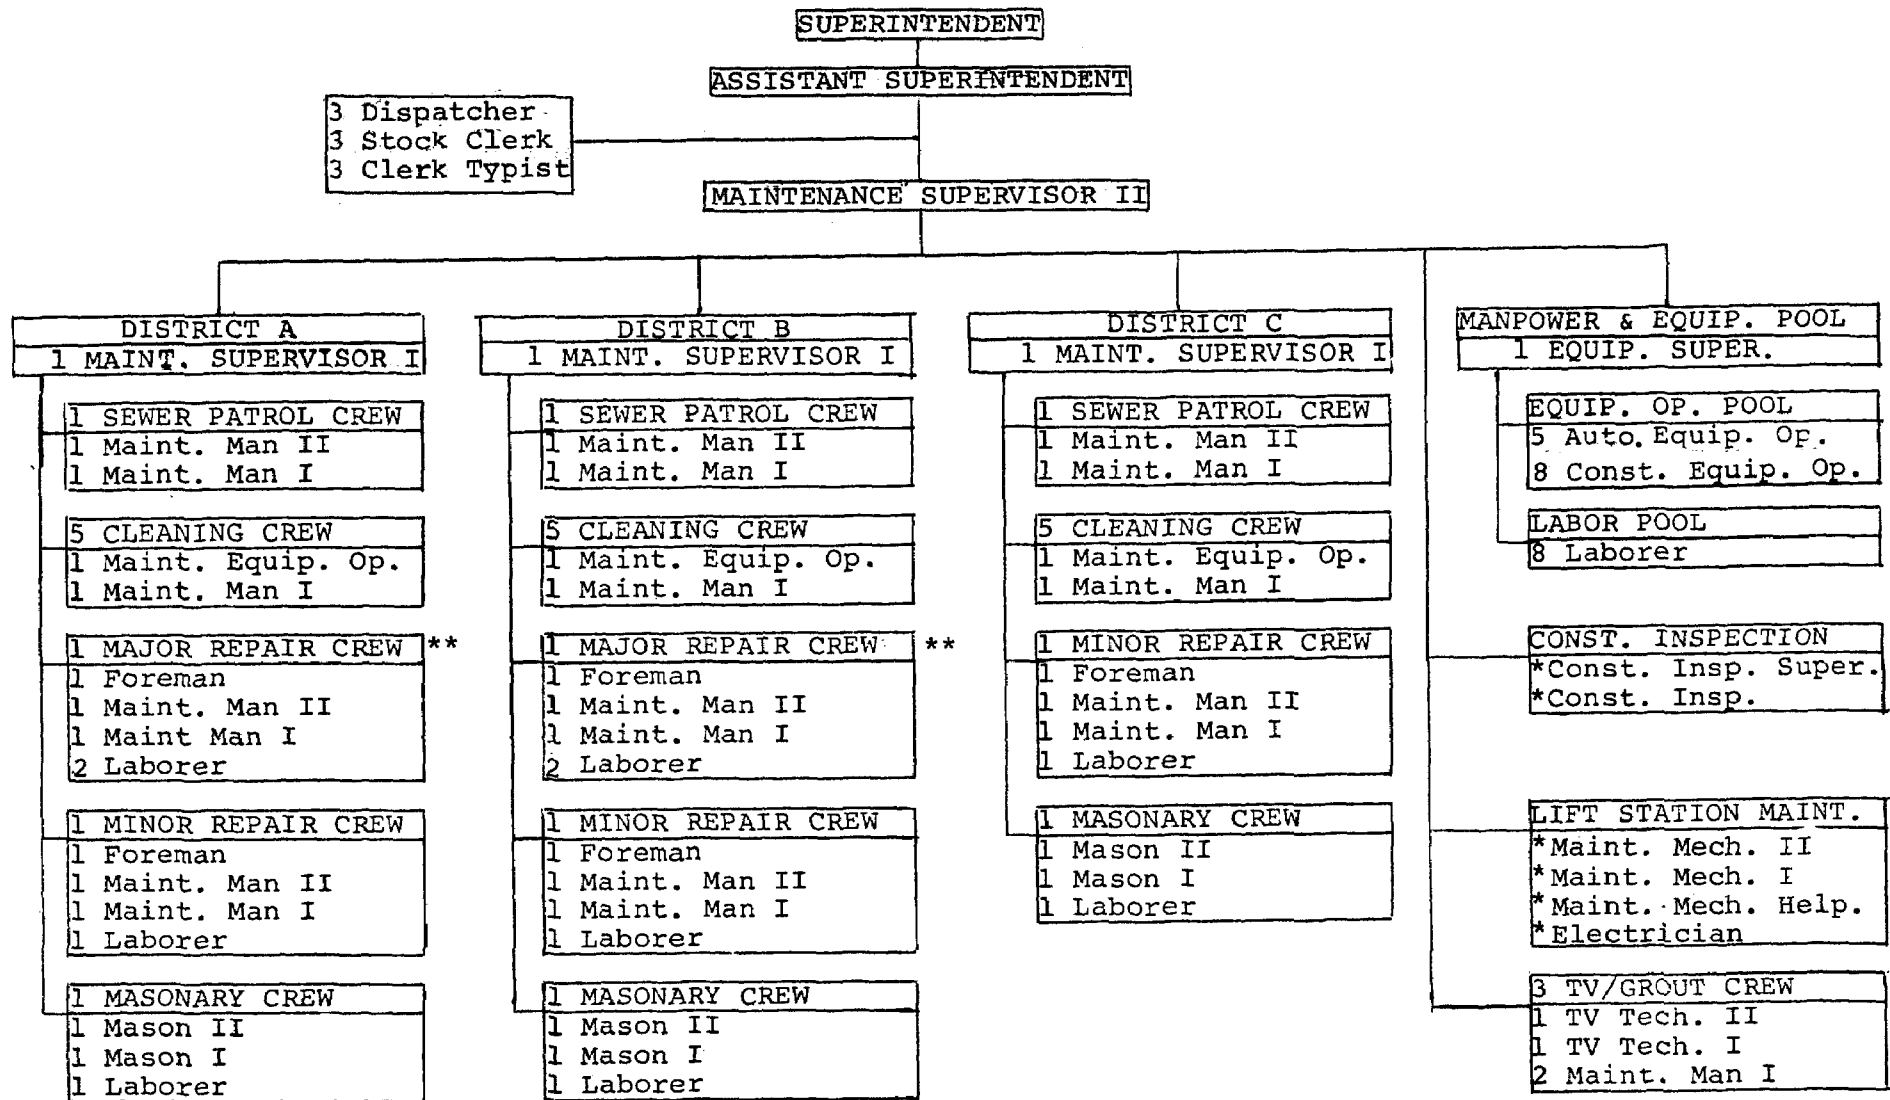 SUPERINTENDENT
ASSISTANT SUPERINTENDENT
3 Dispatcher
3 Stock Clerk
3 Clerk Typist
MAINTENANCE SUPERVISOR II
DISTRICT A
1 MAINT. SUPERVISOR I
1 SEWER PATROL CREW
1 Maint. Man II
1 Maint. Man I
5 CLEANING CREW
1 Maint. Equip. Op.
1 Maint. Man I
1 MAJOR REPAIR CREW **
1 Foreman
1 Maint. Man II
1 Maint Man I
2 Laborer
1 MINOR REPAIR CREW
1 Foreman
1 Maint. Man II
1 Maint. Man I
1 Laborer
1 MASONARY CREW
1 Mason II
1 Mason I
1 Laborer
DISTRICT B
1 MAINT. SUPERVISOR I
1 SEWER PATROL CREW
1 Maint. Man II
1 Maint. Man I
5 CLEANING CREW
1 Maint. Equip. Op.
1 Maint. Man I
1 MAJOR REPAIR CREW **
1 Foreman
1 Maint. Man II
1 Maint. Man I
2 Laborer
1 MINOR REPAIR CREW
1 Foreman
1 Maint. Man II
1 Maint. Man I
1 Laborer
1 MASONARY CREW
1 Mason II
1 Mason I
1 Laborer
DISTRICT C
1 MAINT. SUPERVISOR I
1 SEWER PATROL CREW
1 Maint. Man II
1 Maint. Man I
5 CLEANING CREW
1 Maint. Equip. Op.
1 Maint. Man I
1 MINOR REPAIR CREW
1 Foreman
1 Maint. Man II
1 Maint. Man I
1 Laborer
1 MASONARY CREW
1 Mason II
1 Mason I
1 Laborer
MANPOWER & EQUIP. POOL
1 EQUIP. SUPER.
EQUIP. OP. POOL
5 Auto. Equip. Op.
8 Const. Equip. Op.
LABOR POOL
8 Laborer
CONST. INSPECTION
*Const. Insp. Super.
*Const. Insp.
LIFT STATION MAINT.
*Maint. Mech. II
*Maint. Mech. I
*Maint. Mech. Help.
*Electrician
3 TV/GROUT CREW
1 TV Tech. II
1 TV Tech. I
2 Maint. Man I